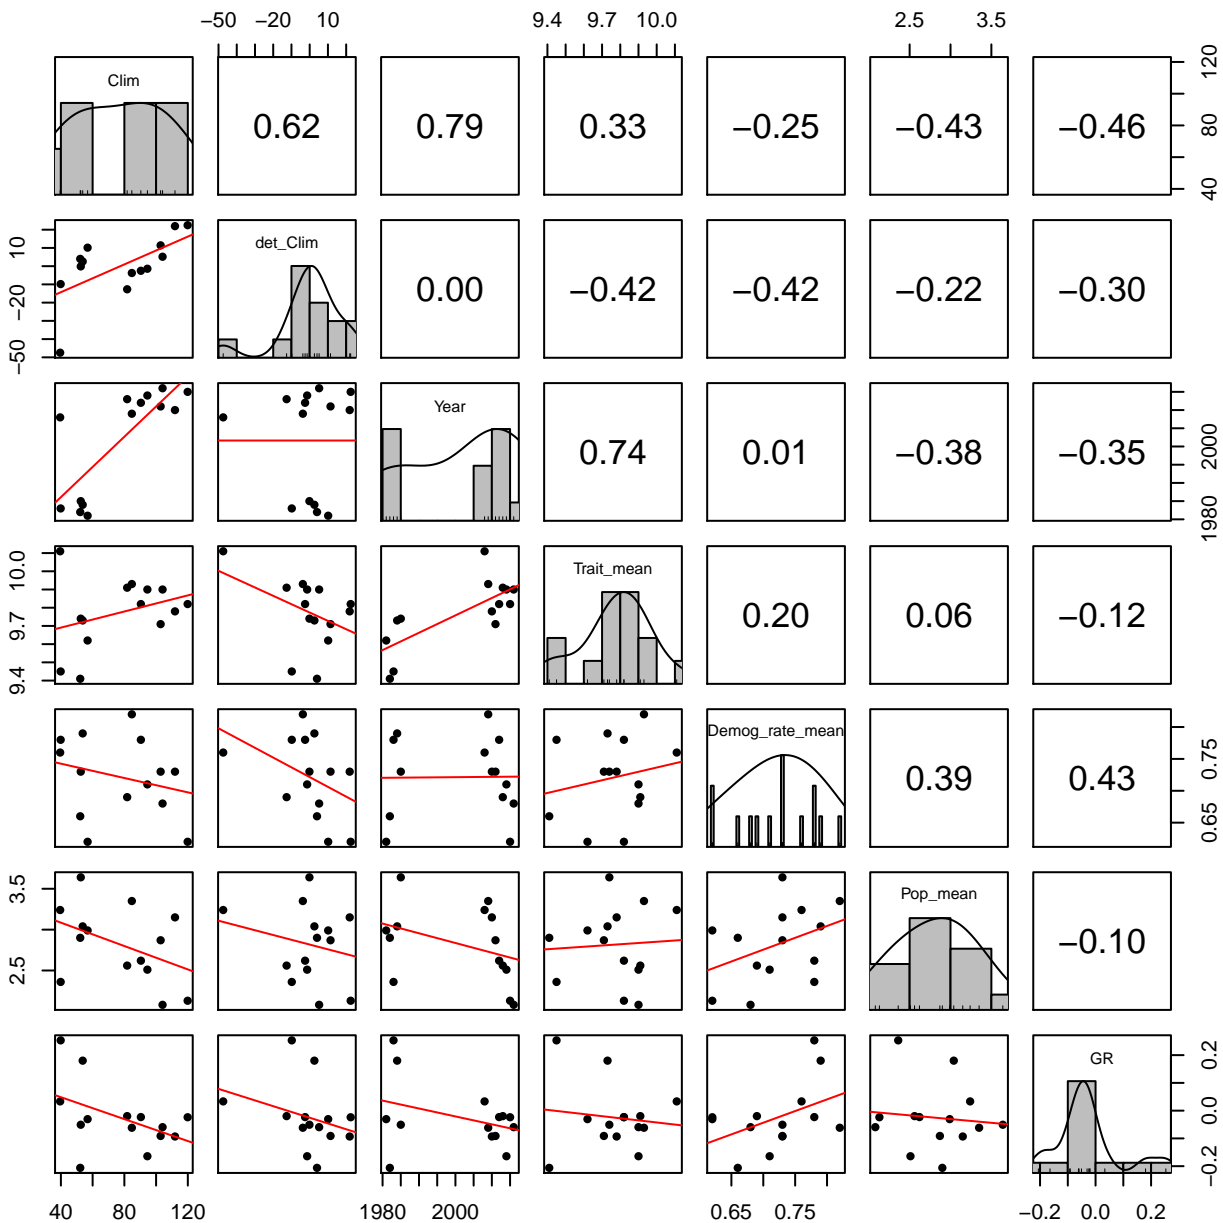 −50 −20 10 9.4 9.7 10.0 2.5 3.5
Clim 0.62 0.79 0.33 −0.25 −0.43 −0.46 40 80 120
−50 −20 10 det_Clim 0.00 −0.42 −0.42 −0.22 −0.30
Year 0.74 0.01 −0.38 −0.35 1980 2000
9.4 9.7 10.0 Trait_mean 0.20 0.06 −0.12
Demog_rate_mean 0.39 0.43 0.65 0.75
2.5 3.5 Pop_mean −0.10
GR −0.2 0.0 0.2
40 80 120 1980 2000 0.65 0.75 −0.2 0.0 0.2